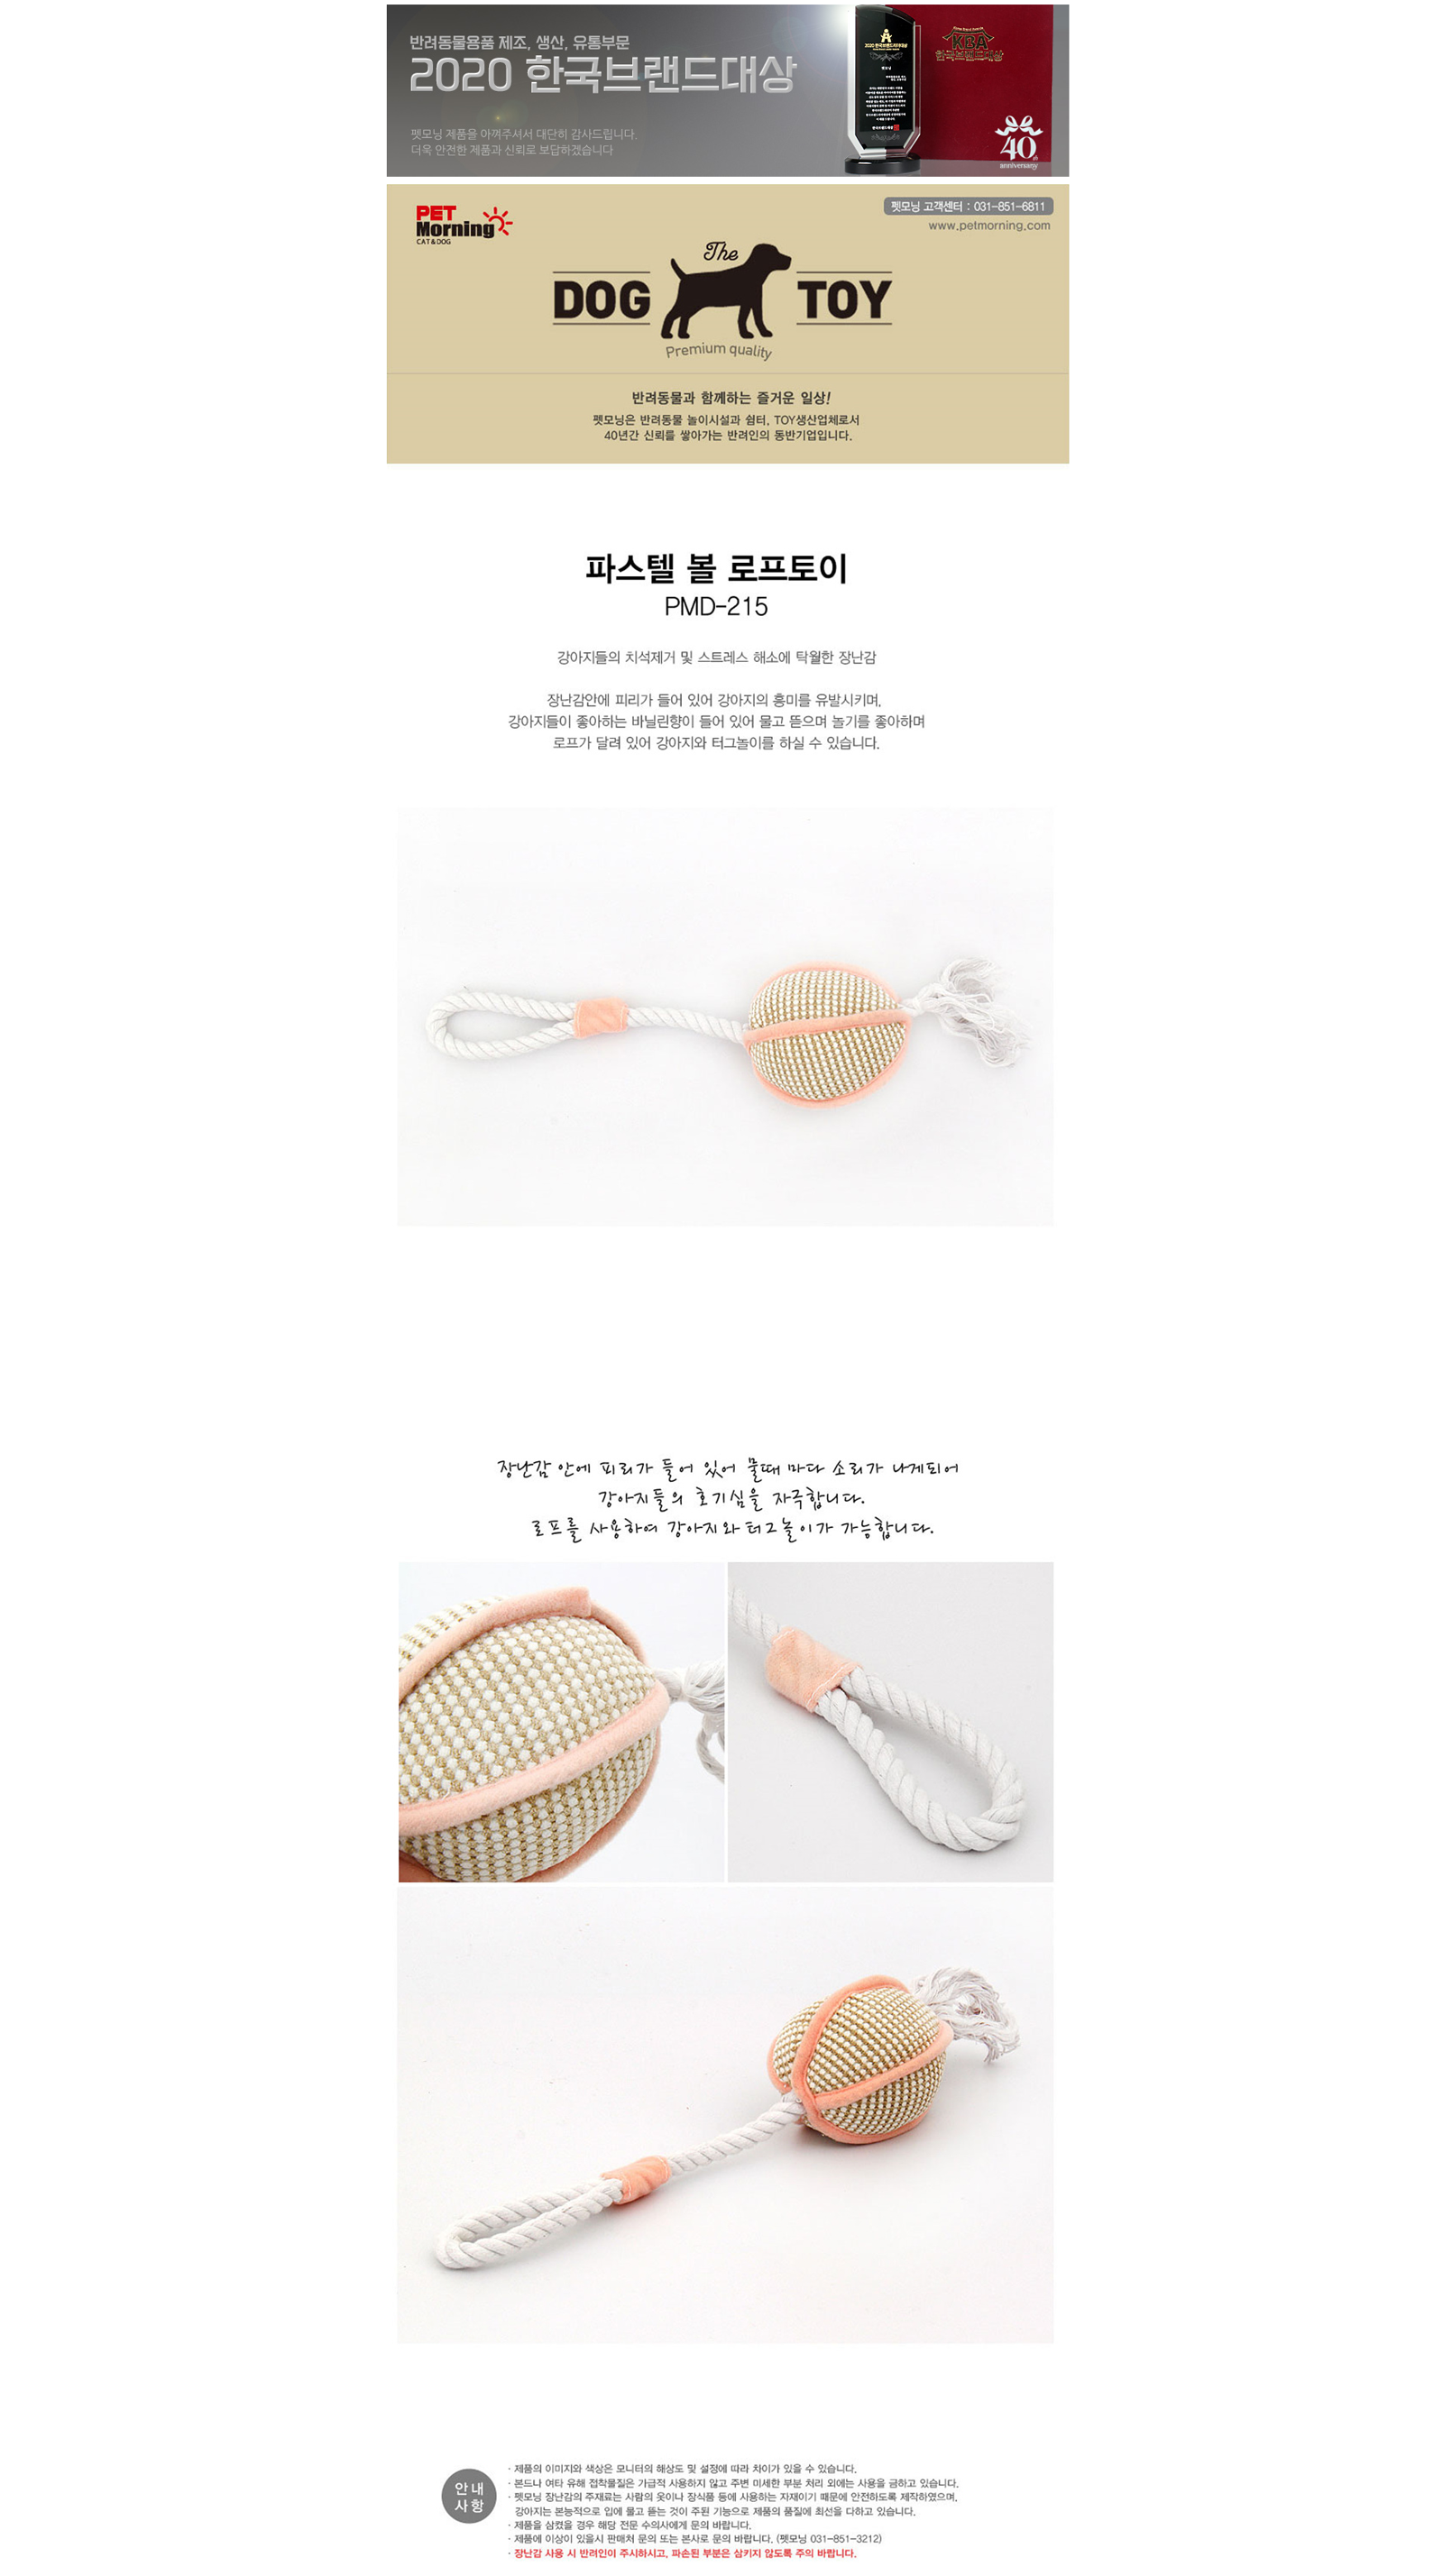 반려동물용품 제조, 생산, 유통부문
2020 한국브랜드대상
펫모닝 제품을 아껴주셔서 대단히 감사드립니다.
더욱 안전한 제품과 신뢰로 보답하겠습니다
2020 한국브랜드대상
한국브랜드대상
KBA
한국브랜드대상
40th
anniversary
PET
Morning
CAT&DOG
펫모닝 고객센터 : 031-851-6811
www.petmorning.com
The
DOG TOY
Premium quality
반려동물과 함께하는 즐거운 일상!
펫모닝은 반려동물 놀이시설과 쉼터, TOY생산업체로서
40년간 신뢰를 쌓아가는 반려인의 동반기업입니다.
파스텔 볼 로프토이
PMD-215
강아지들의 치석제거 및 스트레스 해소에 탁월한 장난감
장난감안에 피리가 들어 있어 강아지의 흥미를 유발시키며,
강아지들이 좋아하는 바닐린향이 들어 있어 물고 뜯으며 놀기를 좋아하며
로프가 달려 있어 강아지와 터그놀이를 하실 수 있습니다.
장난감 안에 피리가 들어 있어 물때 마다 소리가 나게되어
강아지들의 호기심을 자극합니다.
로프를 사용하여 강아지와 터그놀이가 가능합니다.
안내
사항
· 제품의 이미지와 색상은 모니터의 해상도 및 설정에 따라 차이가 있을 수 있습니다.
· 본드나 여타 유해 접착물질은 가급적 사용하지 않고 주변 미세한 부분 처리 외에는 사용을 금하고 있습니다.
· 펫모닝 장난감의 주재료는 사람의 옷이나 장식품 등에 사용하는 자재이기 때문에 안전하도록 제작하였으며,
강아지는 본능적으로 입에 물고 뜯는 것이 주된 기능으로 제품의 품질에 최선을 다하고 있습니다.
· 제품을 삼켰을 경우 해당 전문 수의사에게 문의 바랍니다.
· 제품에 이상이 있을시 판매처 문의 또는 본사로 문의 바랍니다. (펫모닝 031-851-3212)
· 장난감 사용 시 반려인이 주시하시고, 파손된 부분은 삼키지 않도록 주의 바랍니다.